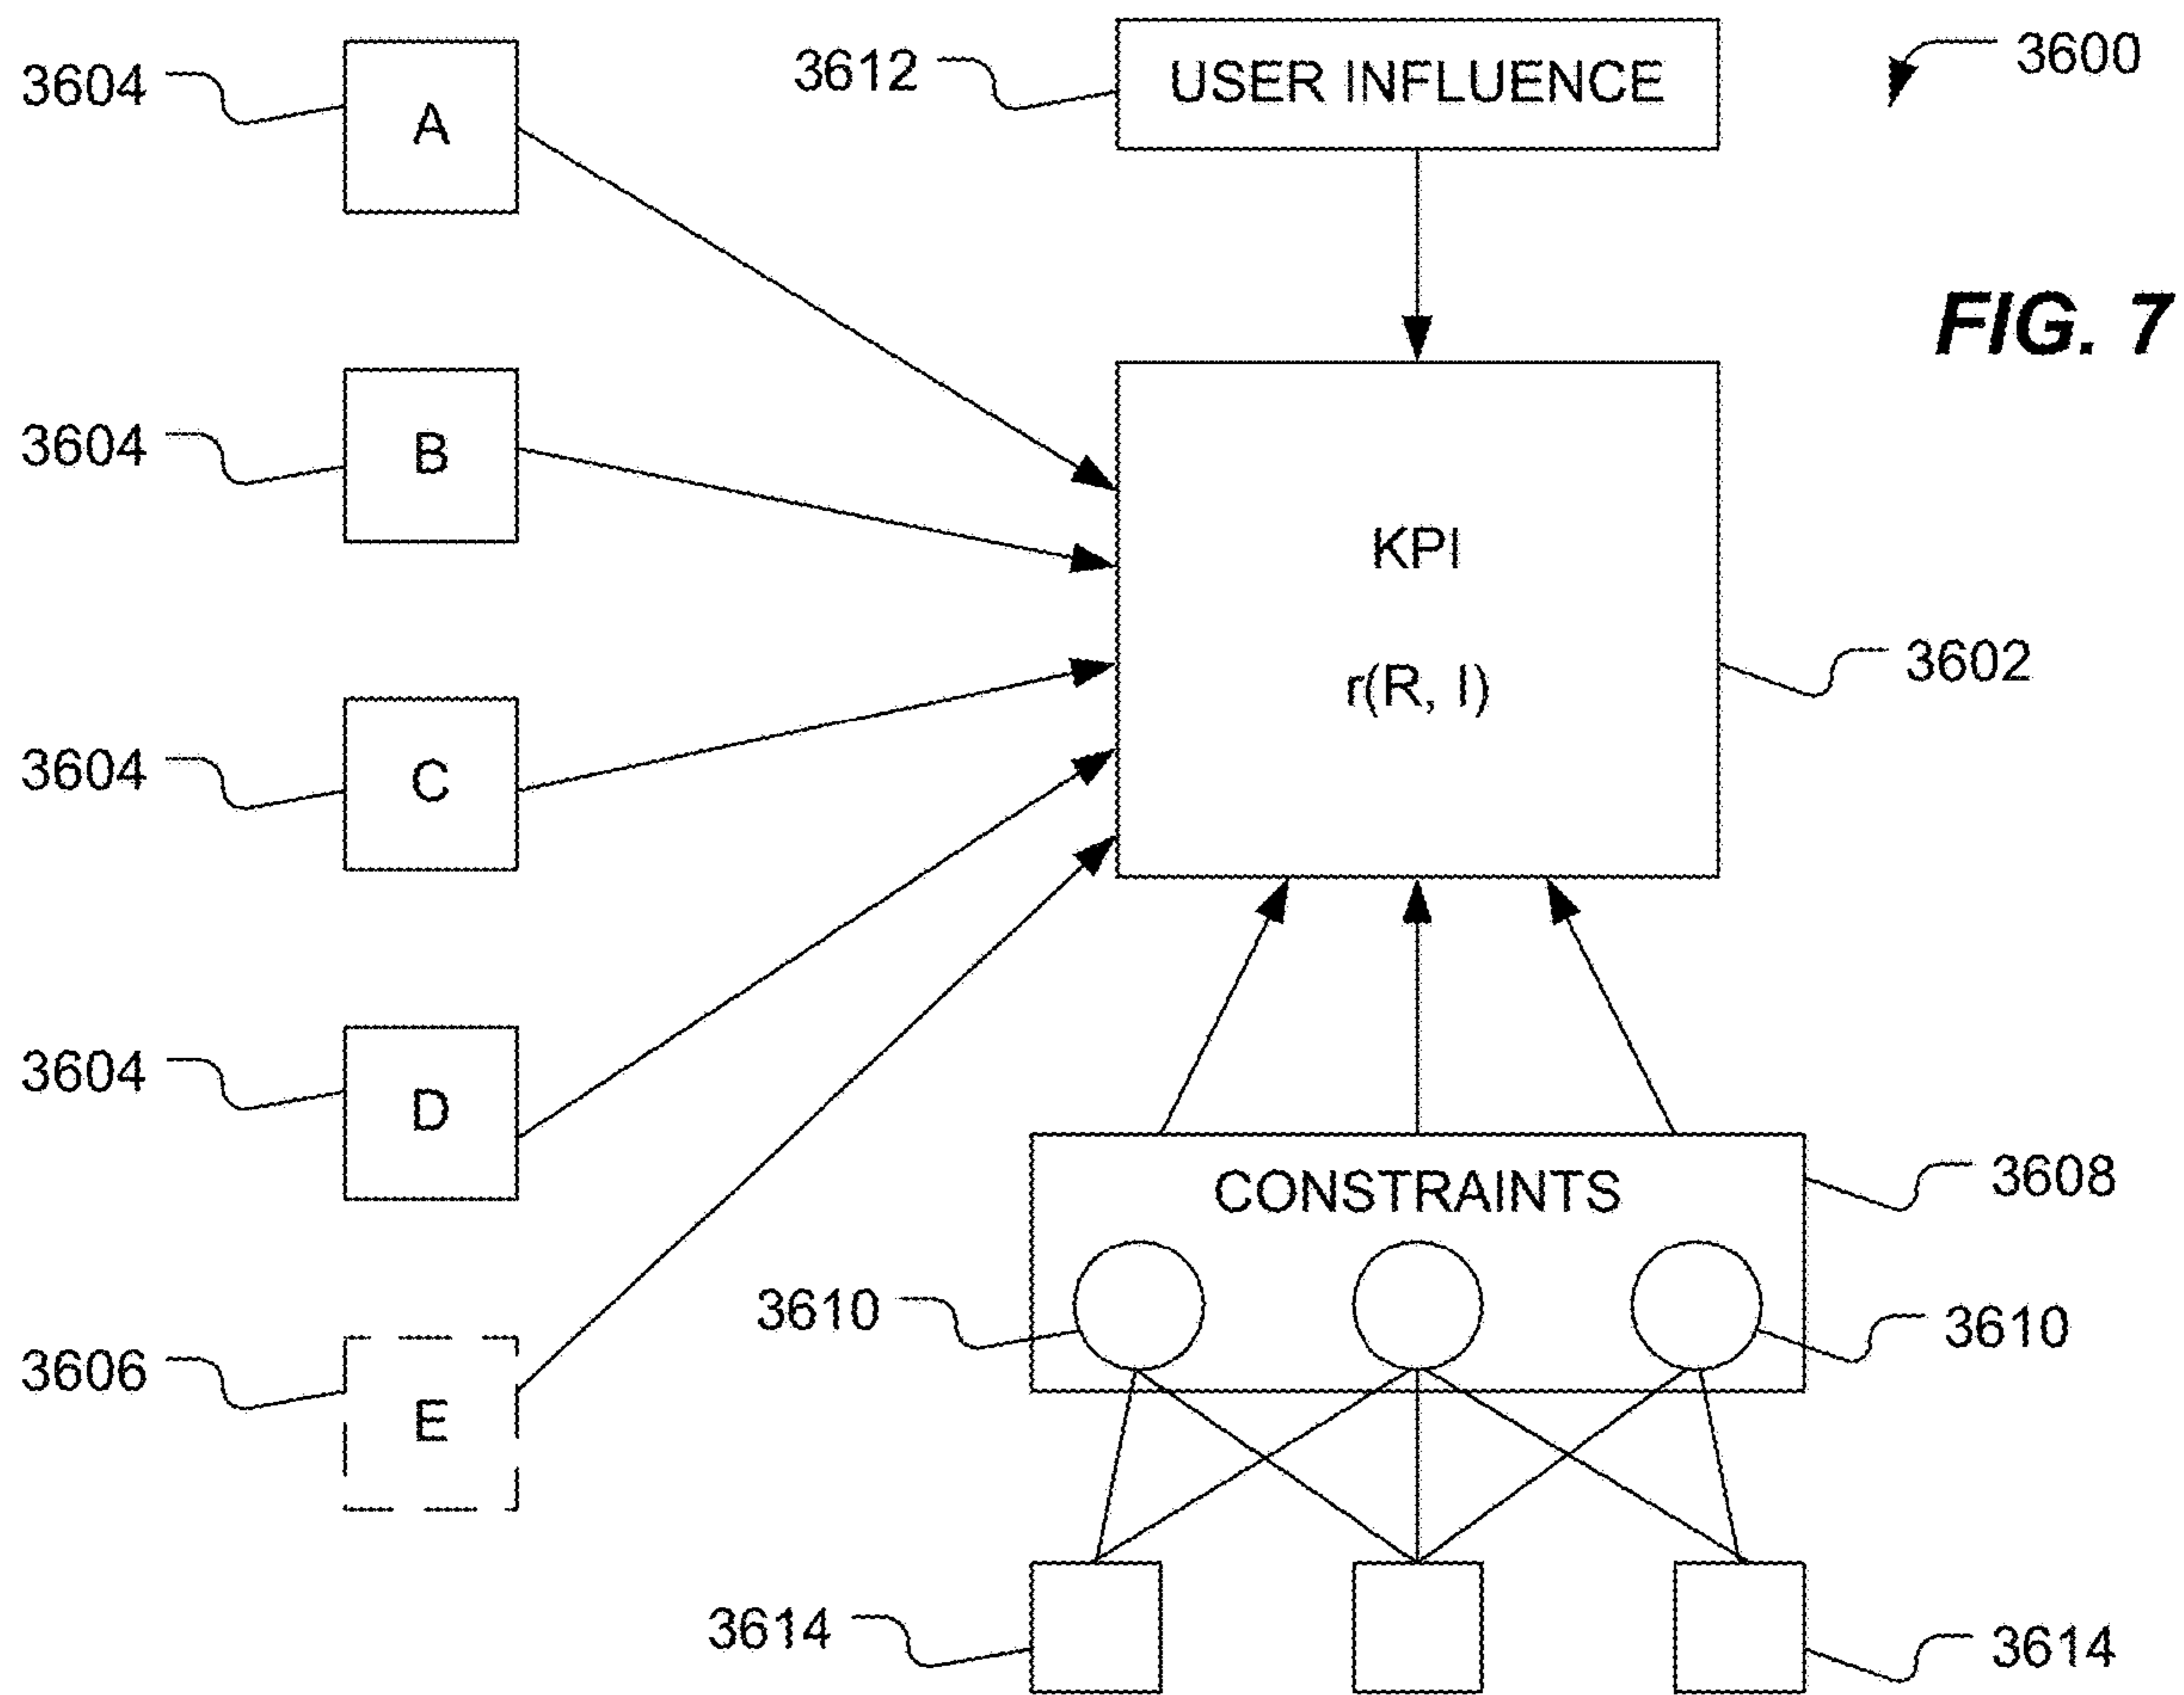 3604
A
3612
USER INFLUENCE
3600
FIG. 7
3604
B
KPI
r(R, I)
3602
3604
C
3604
D
CONSTRAINTS
3608
3606
E
3610
3610
3614
3614